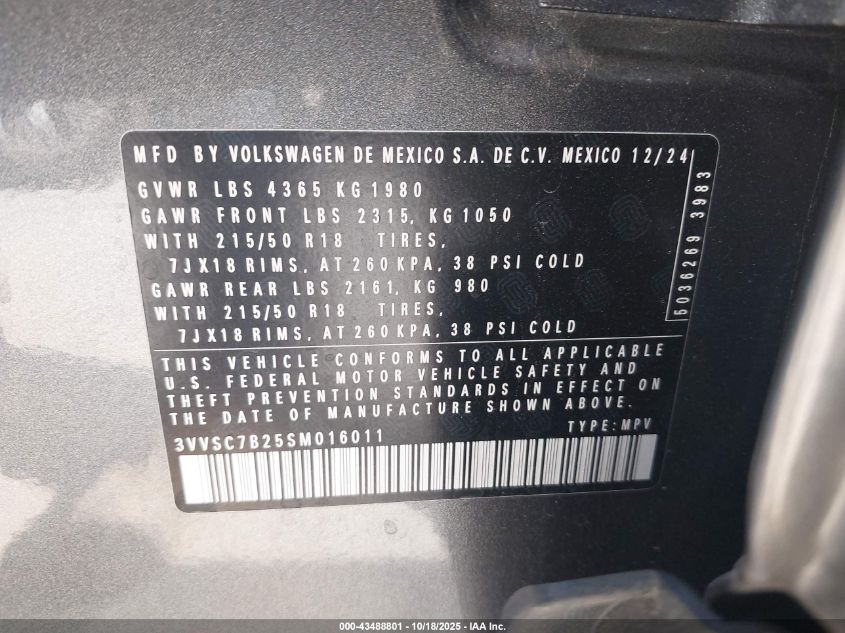 MFD BY VOLKSWAGEN DE MEXICO S.A. DE C.V. MEXICO 12/24
GVWR LBS 4365 KG 1980
GAWR FRONT LBS 2315, KG 1050
WITH 215/50 R18 TIRES,
7JX18 RIMS, AT 260 KPA, 38 PSI COLD
GAWR REAR LBS 2161, KG 980
WITH 215/50 R18 TIRES,
7JX18 RIMS, AT 260 KPA, 38 PSI COLD
THIS VEHICLE CONFORMS TO ALL APPLICABLE
U.S. FEDERAL MOTOR VEHICLE SAFETY AND
THEFT PREVENTION STANDARDS IN EFFECT ON
THE DATE OF MANUFACTURE SHOWN ABOVE.
3VVSC7B25SM016011 TYPE: MPV
5036269 3983
000-43488801 - 10/18/2025 - IAA Inc.